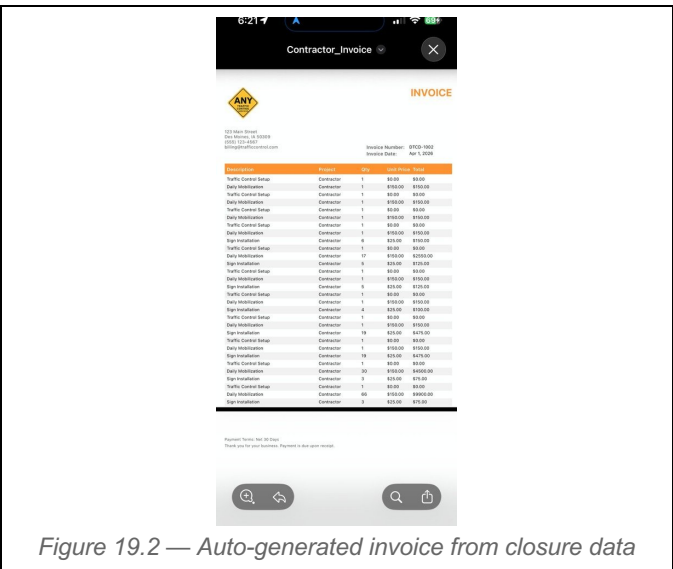 6:21
69
Contractor_Invoice
ANY
INVOICE
123 Main Street
Des Moines, IA 50309
(555) 123-4567
billing@trafficcontrol.com
Invoice Number: DTCD-1002
Invoice Date: Apr 1, 2026
Description Project Qty Unit Price Total
Traffic Control Setup Contractor 1 $0.00 $0.00
Daily Mobilization Contractor 1 $150.00 $150.00
Traffic Control Setup Contractor 1 $0.00 $0.00
Daily Mobilization Contractor 1 $150.00 $150.00
Traffic Control Setup Contractor 1 $0.00 $0.00
Daily Mobilization Contractor 1 $150.00 $150.00
Traffic Control Setup Contractor 1 $0.00 $0.00
Daily Mobilization Contractor 1 $150.00 $150.00
Sign Installation Contractor 6 $25.00 $150.00
Traffic Control Setup Contractor 1 $0.00 $0.00
Daily Mobilization Contractor 17 $150.00 $2550.00
Sign Installation Contractor 5 $25.00 $125.00
Traffic Control Setup Contractor 1 $0.00 $0.00
Daily Mobilization Contractor 1 $150.00 $150.00
Sign Installation Contractor 5 $25.00 $125.00
Traffic Control Setup Contractor 1 $0.00 $0.00
Daily Mobilization Contractor 1 $150.00 $150.00
Sign Installation Contractor 4 $25.00 $100.00
Traffic Control Setup Contractor 1 $0.00 $0.00
Daily Mobilization Contractor 1 $150.00 $150.00
Sign Installation Contractor 19 $25.00 $475.00
Traffic Control Setup Contractor 1 $0.00 $0.00
Daily Mobilization Contractor 1 $150.00 $150.00
Sign Installation Contractor 19 $25.00 $475.00
Traffic Control Setup Contractor 1 $0.00 $0.00
Daily Mobilization Contractor 30 $150.00 $4500.00
Sign Installation Contractor 3 $25.00 $75.00
Traffic Control Setup Contractor 1 $0.00 $0.00
Daily Mobilization Contractor 66 $150.00 $9900.00
Sign Installation Contractor 3 $25.00 $75.00
Payment Terms: Net 30 Days
Thank you for your business. Payment is due upon receipt.
Figure 19.2 — Auto-generated invoice from closure data